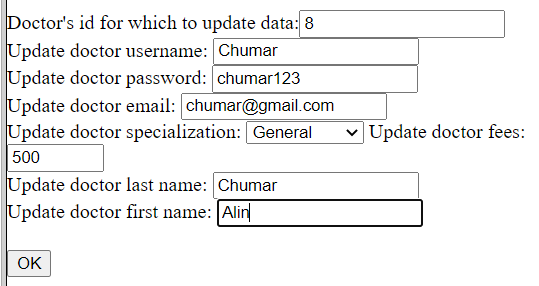 Doctor's id for which to update data: 8
Update doctor username: Chumar
Update doctor password: chumar123
Update doctor email: chumar@gmail.com
Update doctor specialization: General Update doctor fees:
500
Update doctor last name: Chumar
Update doctor first name: Alin
OK